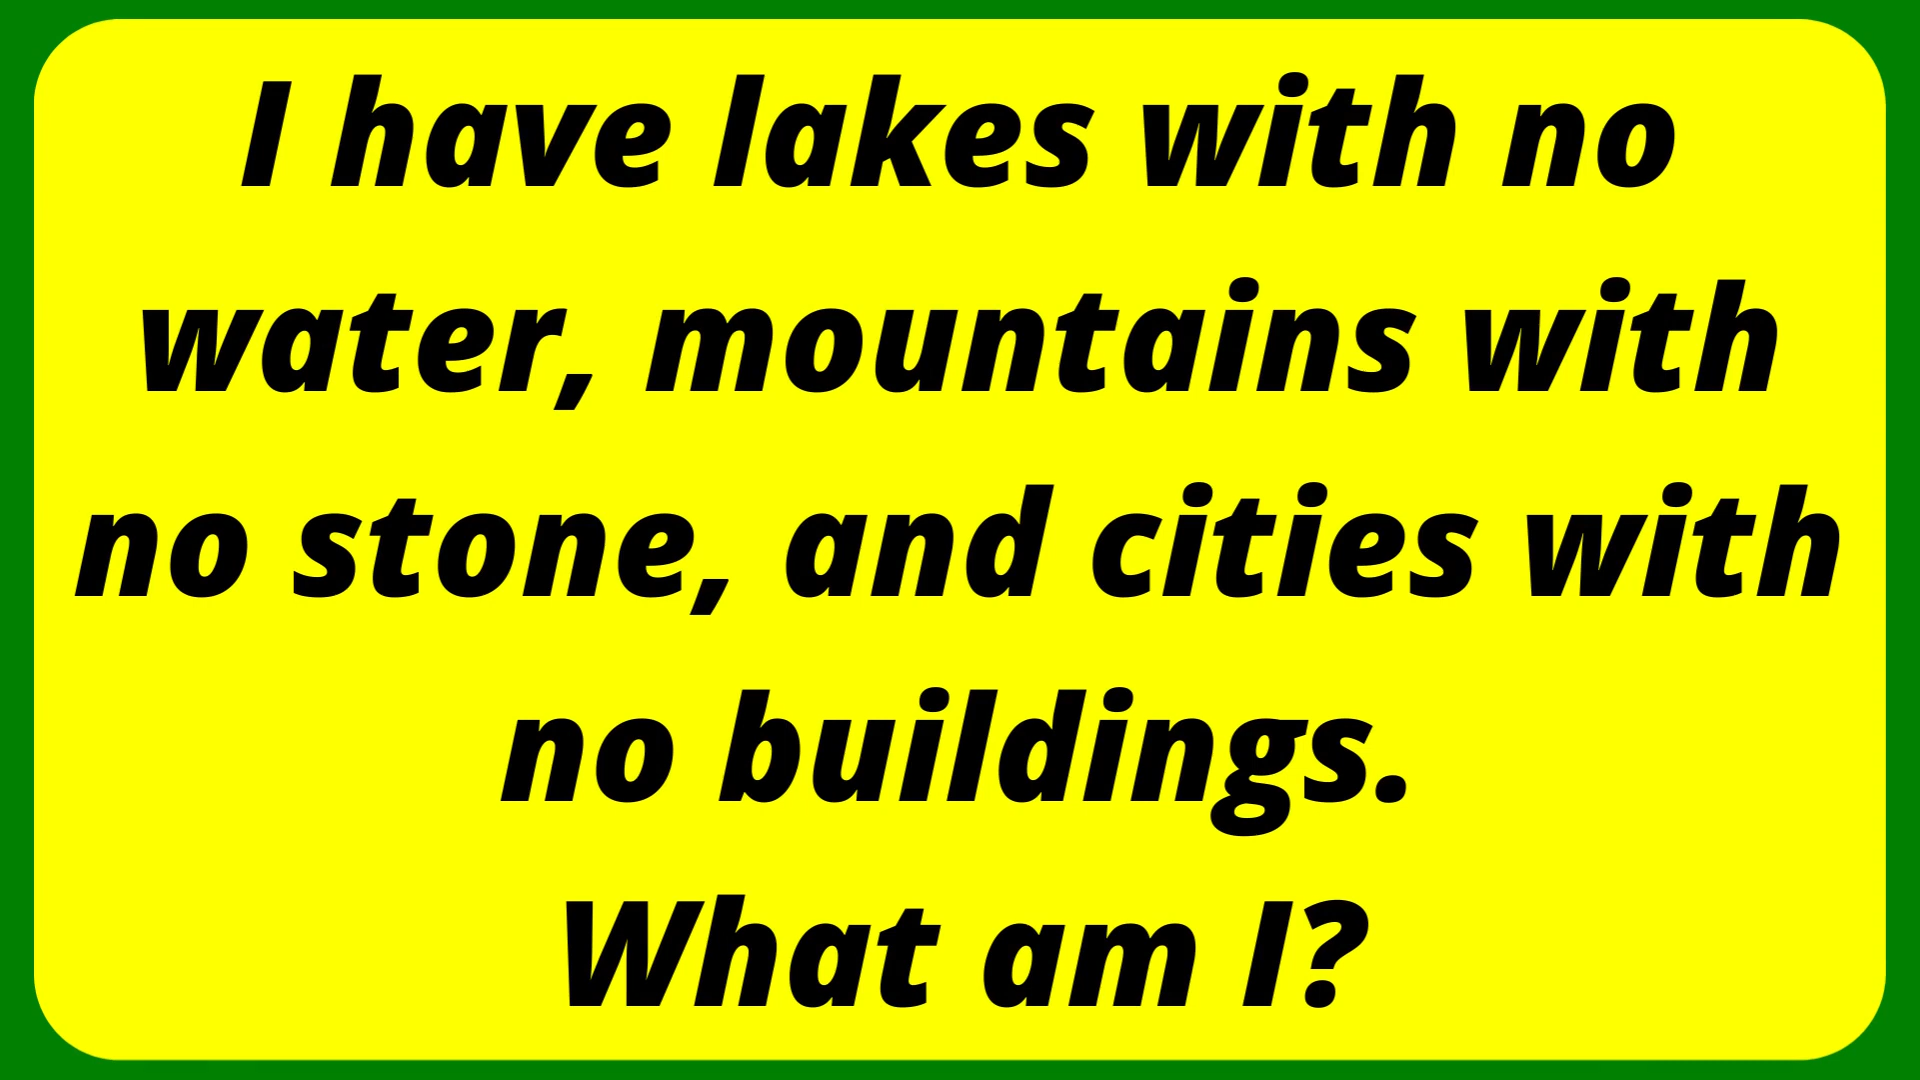 I have lakes with no
water, mountains with
no stone, and cities with
no buildings.
What am I?